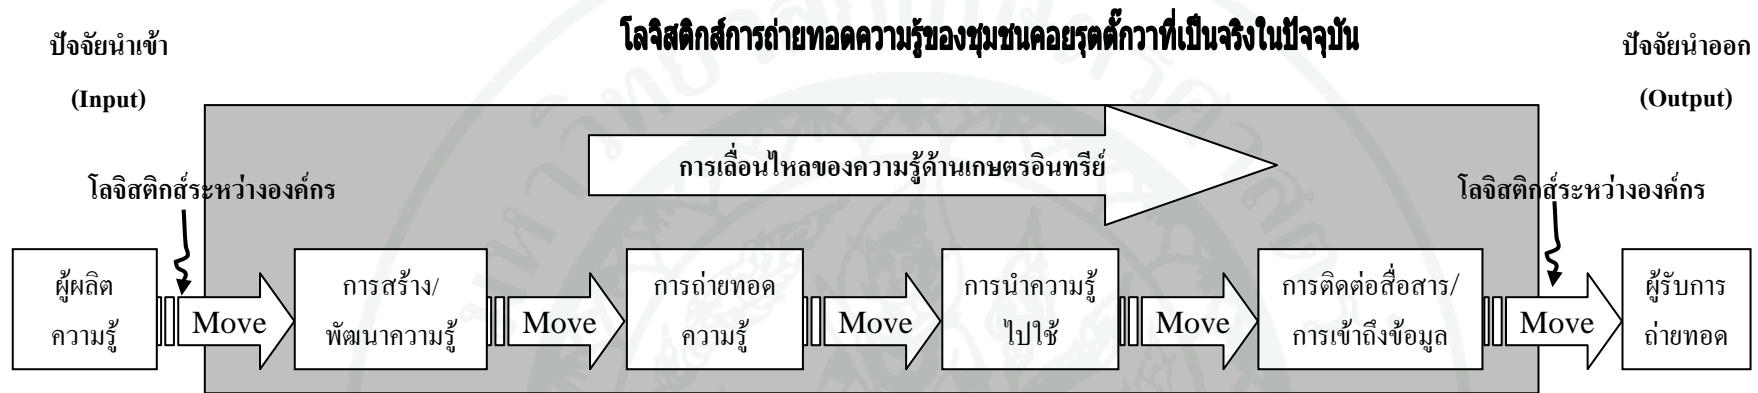 โลจิสติกส์การถ่ายทอดความรู้ของชุมชนคอยรุตตั๊กวาที่เป็นจริงในปัจจุบัน
ปัจจัยนำเข้า
(Input)
ปัจจัยนำออก
(Output)
การเลื่อนไหลของความรู้ด้านเกษตรอินทรีย์
โลจิสติกส์ระหว่างองค์กร
โลจิสติกส์ระหว่างองค์กร
ผู้ผลิต
ความรู้
Move
การสร้าง/
พัฒนาความรู้
Move
การถ่ายทอด
ความรู้
Move
การนำความรู้
ไปใช้
Move
การติดต่อสื่อสาร/
การเข้าถึงข้อมูล
Move
ผู้รับการ
ถ่ายทอด